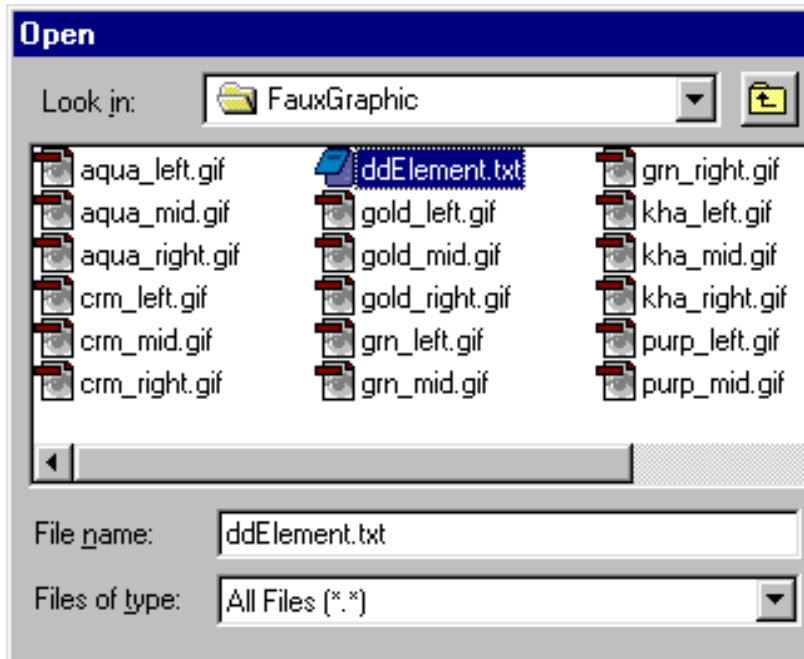 Open
Look in: FauxGraphic
aqua_left.gif ddElement.txt grn_right.gif
aqua_mid.gif gold_left.gif kha_left.gif
aqua_right.gif gold_mid.gif kha_mid.gif
crm_left.gif gold_right.gif kha_right.gif
crm_mid.gif grn_left.gif purp_left.gif
crm_right.gif grn_mid.gif purp_mid.gif
File name: ddElement.txt
Files of type: All Files (*.*)